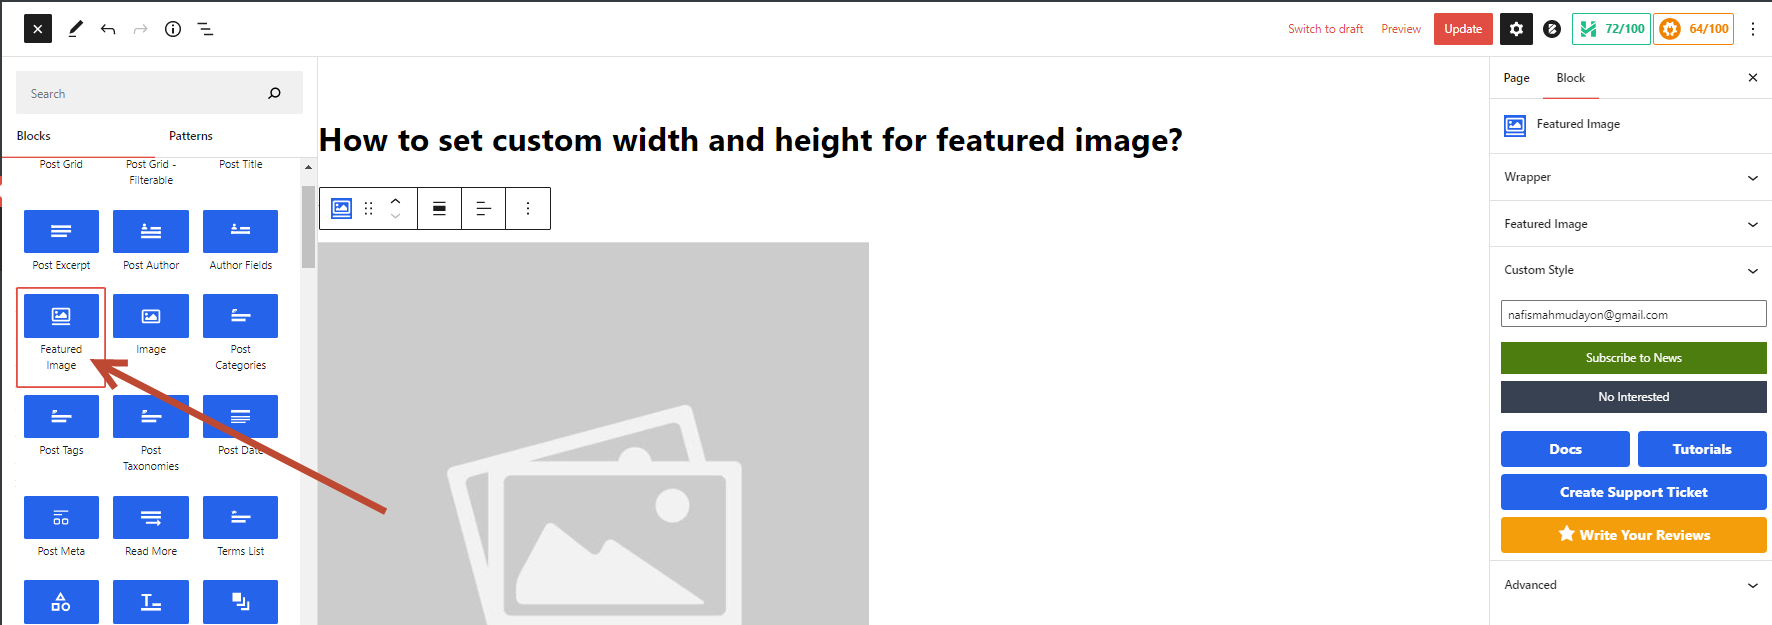 Switch to draft
Preview
Update
72/100
64/100
Search
Blocks
Patterns
Post Grid
Post Grid -
Filterable
Post Title
Post Excerpt
Post Author
Author Fields
Featured
Image
Image
Post
Categories
Post Tags
Post
Taxonomies
Post Date
Post Meta
Read More
Terms List
How to set custom width and height for featured image?
Page
Block
Featured Image
Wrapper
Featured Image
Custom Style
nafismahmudayon@gmail.com
Subscribe to News
No Interested
Docs
Tutorials
Create Support Ticket
Write Your Reviews
Advanced